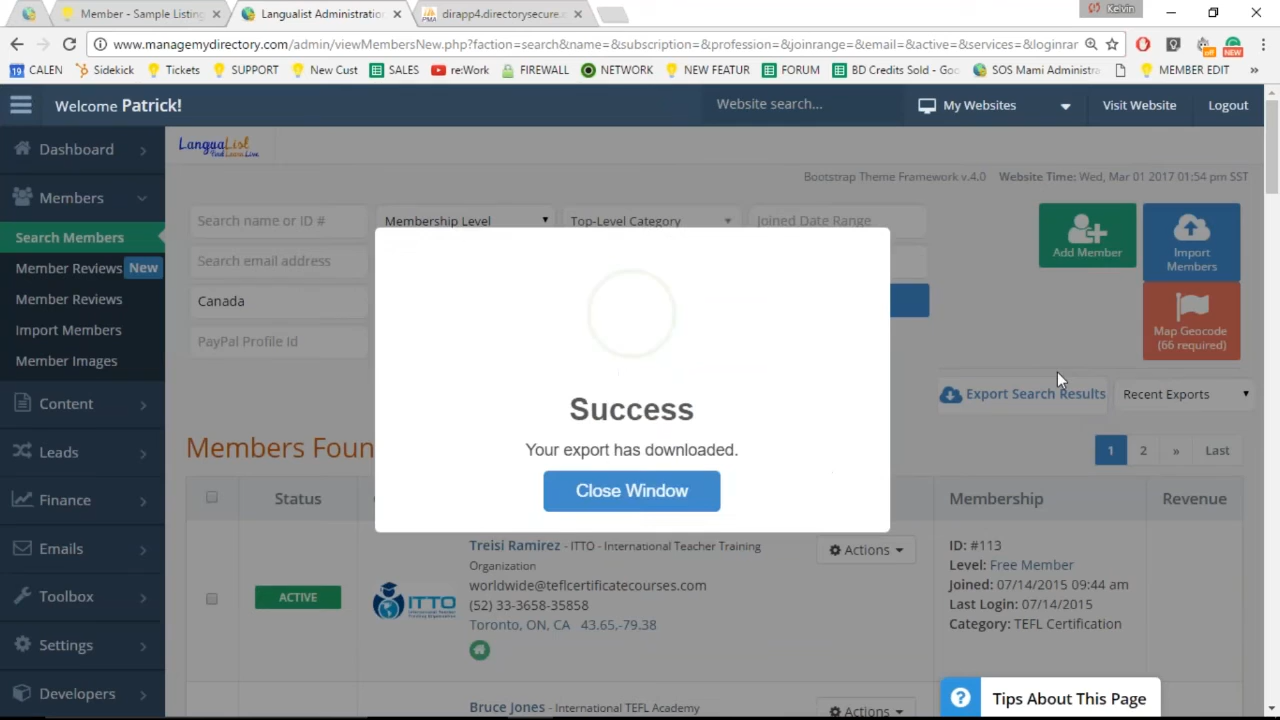 Member - Sample Listing
Langualist Administratio
dirapp4.directorysecure.
Kelvin
www.managemydirectory.com/admin/viewMembersNew.php?faction=search&name=&subscription=&profession=&joinrange=&email=&active=&services=&loginran
CALEN
Sidekick
Tickets
SUPPORT
New Cust
SALES
re:Work
FIREWALL
NETWORK
NEW FEATUR
FORUM
BD Credits Sold - Goo
SOS Mami Administra
MEMBER EDIT
»
Welcome Patrick!
Website search...
My Websites
Visit Website
Logout
Dashboard
Members
Search Members
Member Reviews New
Member Reviews
Import Members
Member Images
Content
Leads
Finance
Emails
Toolbox
Settings
Developers
LanguaList
Bootstrap Theme Framework v.4.0 Website Time: Wed, Mar 01 2017 01:54 pm SST
Search name or ID #
Membership Level
Top-Level Category
Joined Date Range
Search email address
Canada
PayPal Profile Id
Add Member
Import
Members
Map Geocode
(66 required)
Export Search Results
Recent Exports
Members Foun
1 2 » Last
Success
Your export has downloaded.
Close Window
Status
Membership
Revenue
ACTIVE
ITTO
Treisi Ramirez - ITTO - International Teacher Training
Organization
worldwide@teflcertificatecourses.com
(52) 33-3658-35858
Toronto, ON, CA 43.65,-79.38
Actions
ID: #113
Level: Free Member
Joined: 07/14/2015 09:44 am
Last Login: 07/14/2015
Category: TEFL Certification
Bruce Jones - International TEFL Academy
Actions
? Tips About This Page